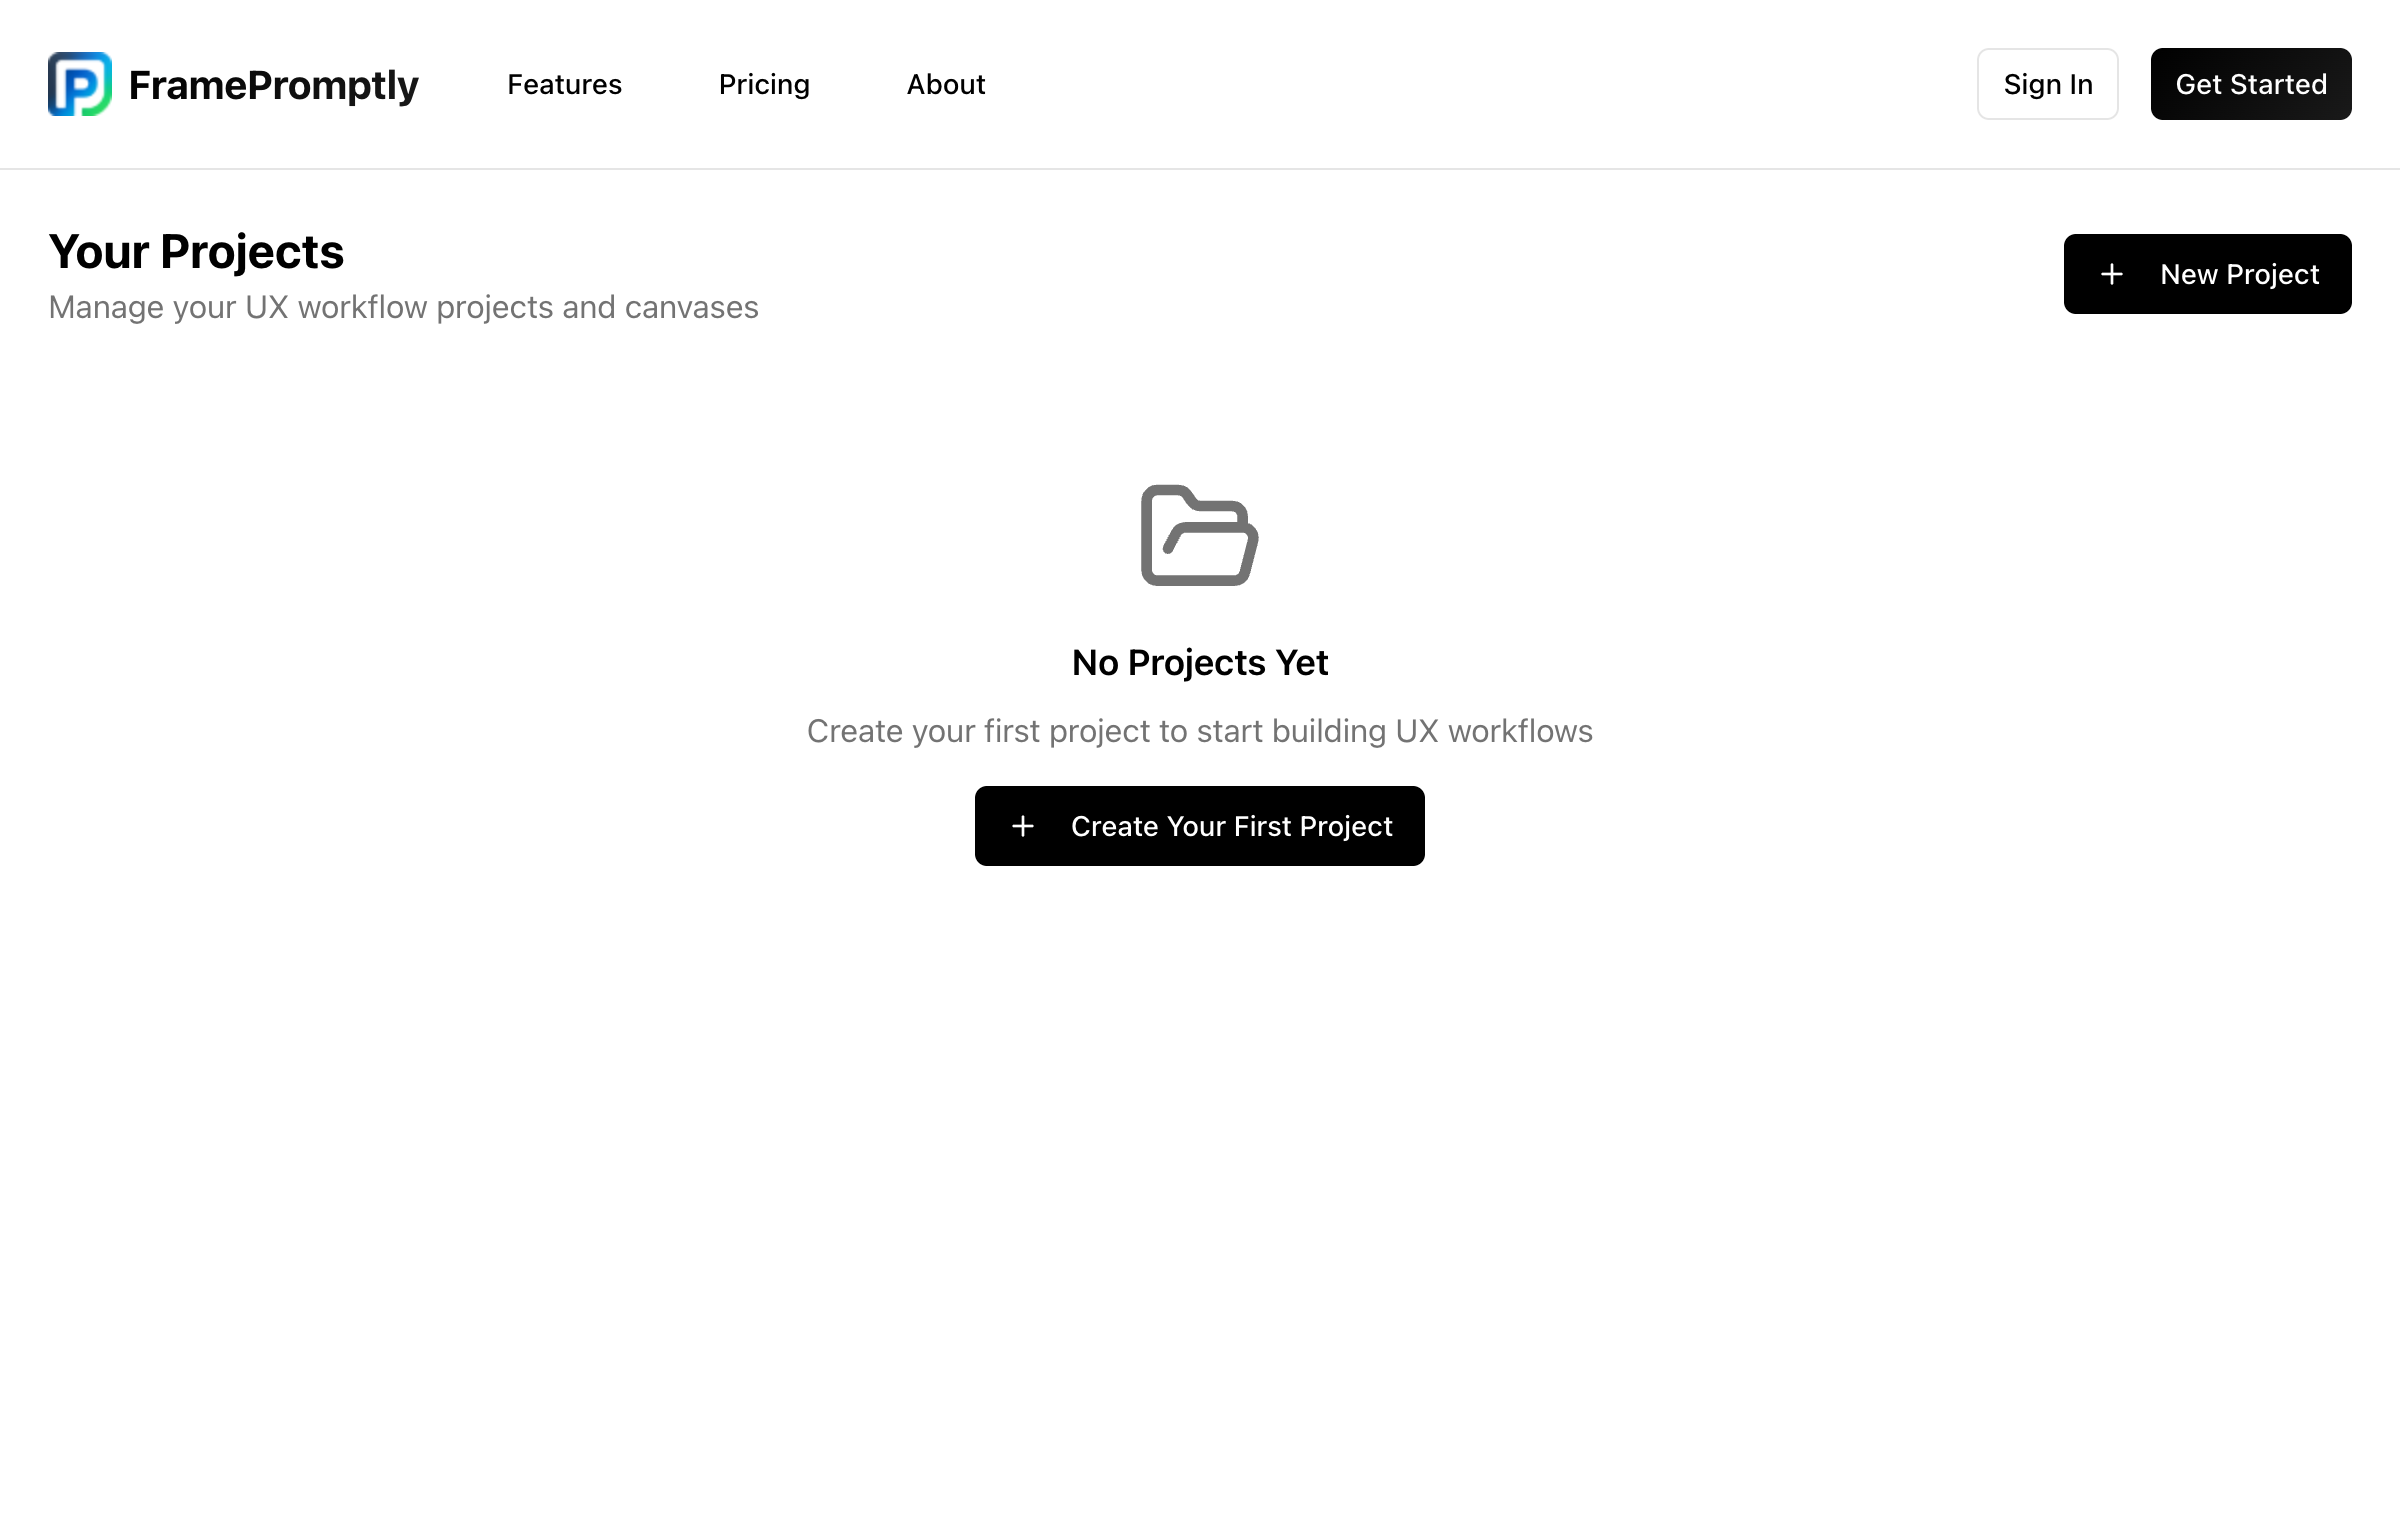 FramePromptly
Features
Pricing
About
Sign In
Get Started
Your Projects
Manage your UX workflow projects and canvases
New Project
No Projects Yet
Create your first project to start building UX workflows
Create Your First Project